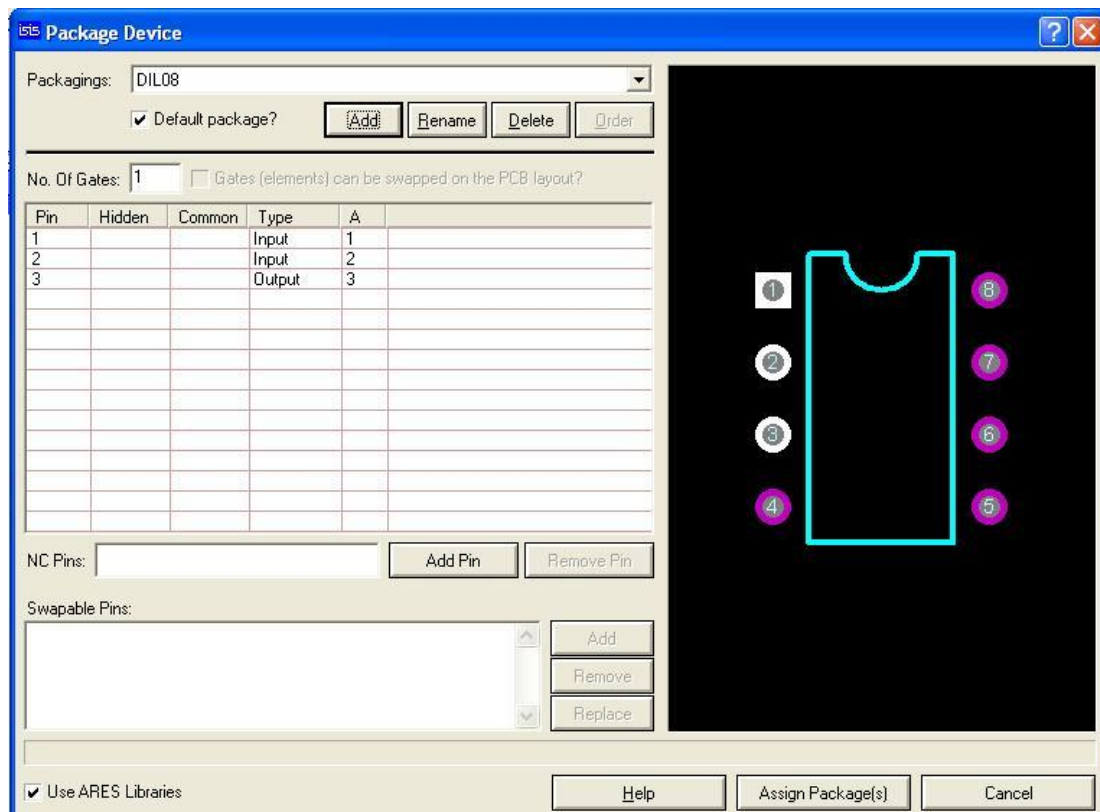 isis Package Device
Packagings: DIL08
Default package? Add Rename Delete Order
No. Of Gates: 1 Gates (elements) can be swapped on the PCB layout?
Pin Hidden Common Type A
1 Input 1
2 Input 2
3 Output 3
1 8
2 7
3 6
4 5
NC Pins: Add Pin Remove Pin
Swapable Pins:
Add
Remove
Replace
Use ARES Libraries Help Assign Package(s) Cancel